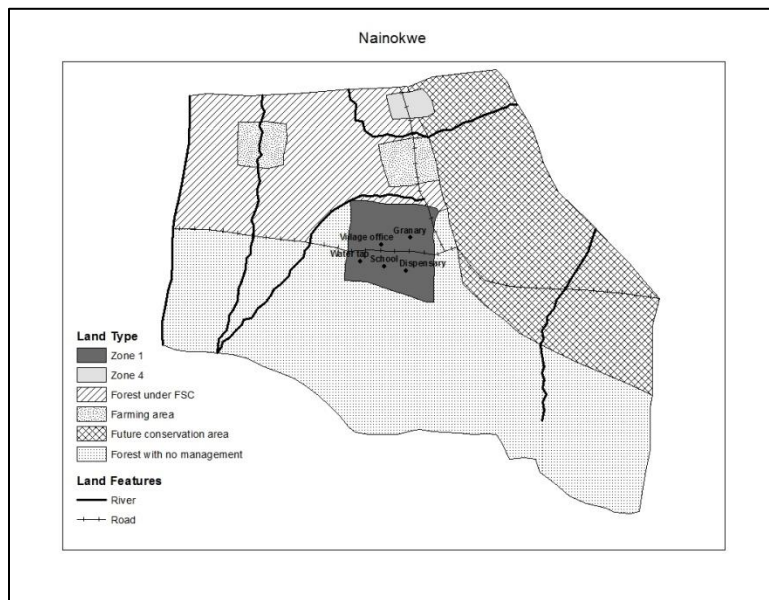 Nainokwe
Granary
Village office
Water tap
School
Dispensary
Land Type
Zone 1
Zone 4
Forest under FSC
Farming area
Future conservation area
Forest with no management
Land Features
River
Road